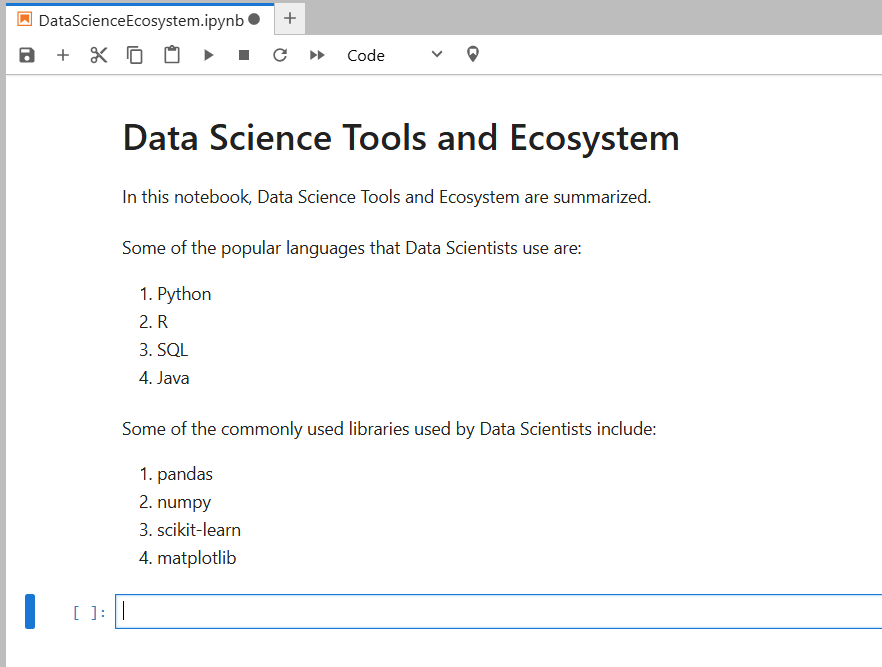 DataScienceEcosystem.ipynb
Code
Data Science Tools and Ecosystem
In this notebook, Data Science Tools and Ecosystem are summarized.
Some of the popular languages that Data Scientists use are:
1. Python
2. R
3. SQL
4. Java
Some of the commonly used libraries used by Data Scientists include:
1. pandas
2. numpy
3. scikit-learn
4. matplotlib
[ ]: